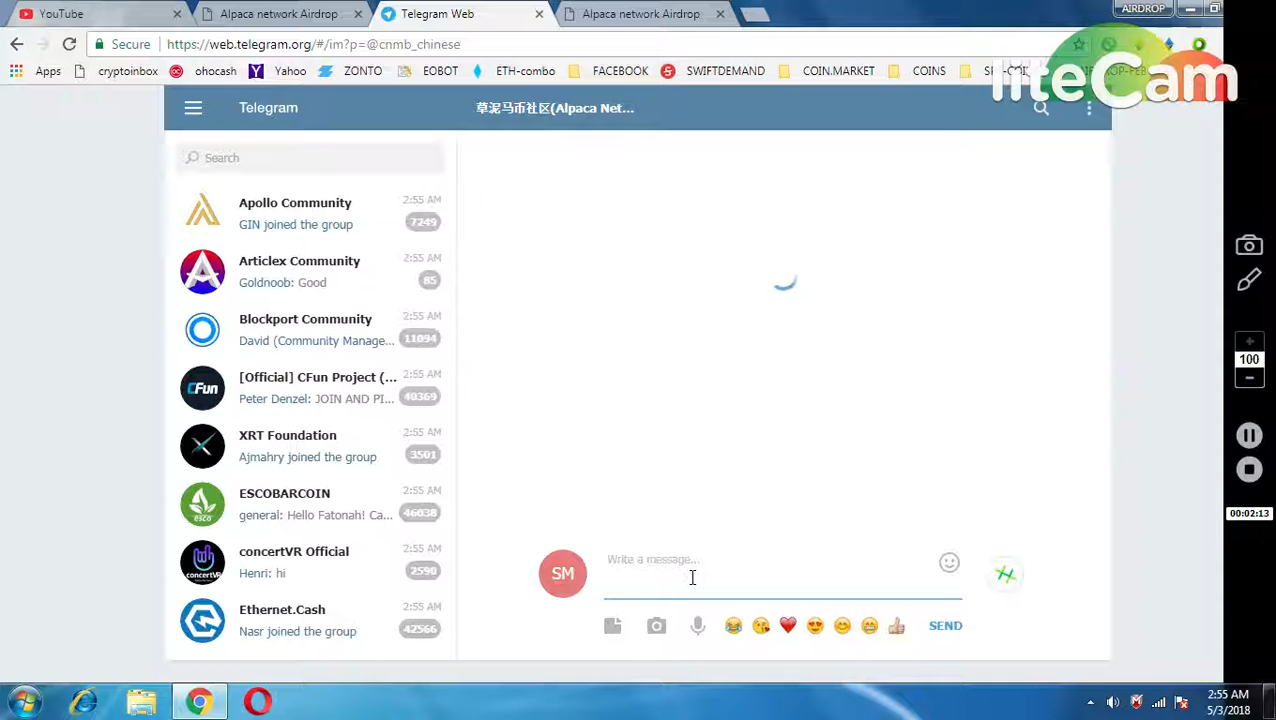 YouTube
Alpaca network Airdrop
Telegram Web
Alpaca network Airdrop
AIRDROP
Secure
https://web.telegram.org/#/im?p=@cnmb_chinese
Apps
cryptoinbox
ohocash
Yahoo
ZONTO
FACEBOOK
SWIFTDEMAND
COIN.MARKET
COINS
ETH-combo
liteCam
Telegram
草泥马币社区(Alpaca Net...
Search
Apollo Community
2:55 AM
GIN joined the group
7249
Articlex Community
2:55 AM
Goldnoob: Good
85
Blockport Community
2:55 AM
David (Community Manage...
11094
[Official] CFun Project (...
2:55 AM
CFun
Peter Denzel: JOIN AND PI...
40369
XRT Foundation
2:55 AM
Ajmahry joined the group
3501
ESCOBARCOIN
2:55 AM
esco
general: Hello Fatonah! Ca...
46038
concertVR Official
2:55 AM
concertVR
Henri: hi
2590
Ethernet.Cash
2:55 AM
Nasr joined the group
42566
SM
Write a message...
SEND
100
00:02:13
2:55 AM
5/3/2018